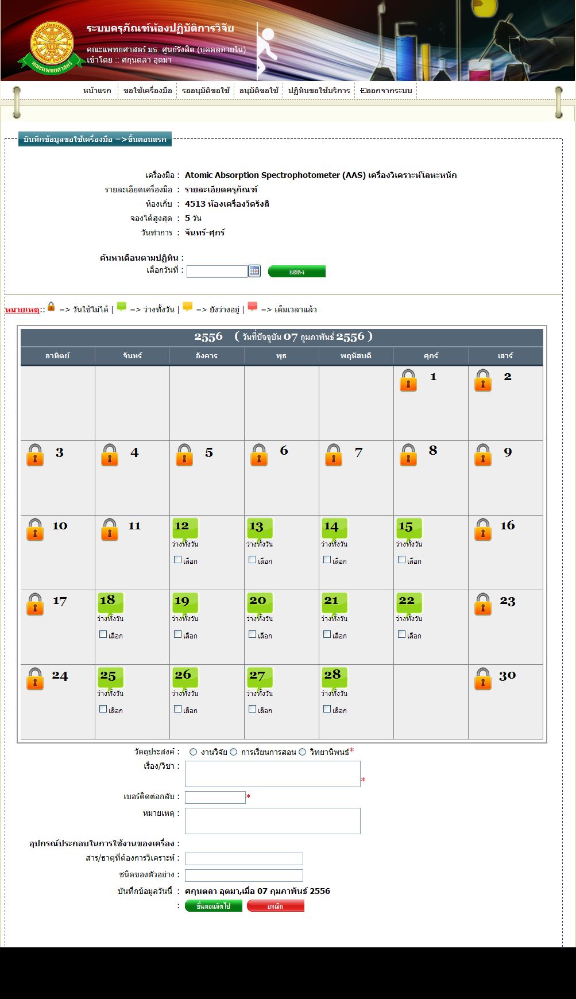 ระบบครุภัณฑ์ห้องปฏิบัติการวิจัย
คณะแพทยศาสตร์ มธ. ศูนย์รังสิต (บุคคลภายใน)
เข้าโดย :: ศกุนตลา อุตมา
คณะแพทยศาสตร์
หน้าแรก ขอใช้เครื่องมือ รออนุมัติขอใช้ อนุมัติขอใช้ ปฏิทินขอใช้บริการ ออกจากระบบ
บันทึกข้อมูลขอใช้เครื่องมือ =>ขั้นตอนแรก
เครื่องมือ : Atomic Absorption Spectrophotometer (AAS) เครื่องวิเคราะห์โลหะหนัก
รายละเอียดเครื่องมือ : รายละเอียดครุภัณฑ์
ห้องเก็บ : 4513 ห้องเครื่องวัดรังสี
จองได้สูงสุด : 5 วัน
วันทำการ : จันทร์-ศุกร์
ค้นหาเดือนตามปฏิทิน :
เลือกวันที่ : แสดง
หมายเหตุ:: => วันใช้ไม่ได้ | => ว่างทั้งวัน | => ยังว่างอยู่ | => เต็มเวลาแล้ว
2556 ( วันที่ปัจจุบัน 07 กุมภาพันธ์ 2556 )
อาทิตย์ จันทร์ อังคาร พุธ พฤหัสบดี ศุกร์ เสาร์
1 2
3 4 5 6 7 8 9
10 11 12 13 14 15 16
ว่างทั้งวัน ว่างทั้งวัน ว่างทั้งวัน ว่างทั้งวัน
เลือก เลือก เลือก เลือก
17 18 19 20 21 22 23
ว่างทั้งวัน ว่างทั้งวัน ว่างทั้งวัน ว่างทั้งวัน ว่างทั้งวัน
เลือก เลือก เลือก เลือก เลือก
24 25 26 27 28 30
ว่างทั้งวัน ว่างทั้งวัน ว่างทั้งวัน ว่างทั้งวัน
เลือก เลือก เลือก เลือก
วัตถุประสงค์ : งานวิจัย การเรียนการสอน วิทยานิพนธ์*
เรื่อง/วิชา : *
เบอร์ติดต่อกลับ : *
หมายเหตุ :
อุปกรณ์ประกอบในการใช้งานของเครื่อง :
สาร/ธาตุที่ต้องการวิเคราะห์ :
ชนิดของตัวอย่าง :
บันทึกข้อมูลวันนี้ : ศกุนตลา อุตมา,เมื่อ 07 กุมภาพันธ์ 2556
: ขั้นตอนถัดไป ยกเลิก